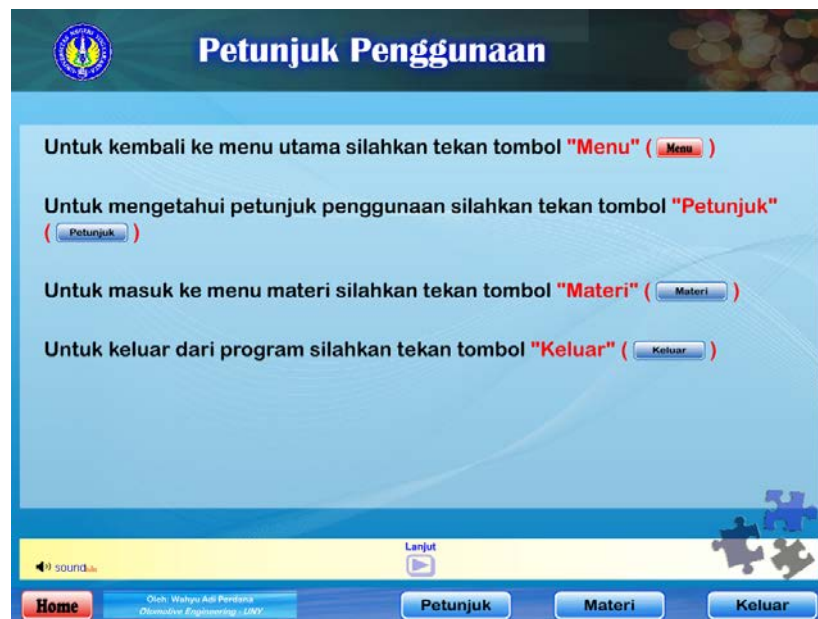 Petunjuk Penggunaan
Untuk kembali ke menu utama silahkan tekan tombol "Menu" ( Menu )
Untuk mengetahui petunjuk penggunaan silahkan tekan tombol "Petunjuk"
( Petunjuk )
Untuk masuk ke menu materi silahkan tekan tombol "Materi" ( Materi )
Untuk keluar dari program silahkan tekan tombol "Keluar" ( Keluar )
Lanjut
sound
Home
Oleh: Wahyu Adi Perdana
Otomotive Engineering - UNY
Petunjuk
Materi
Keluar